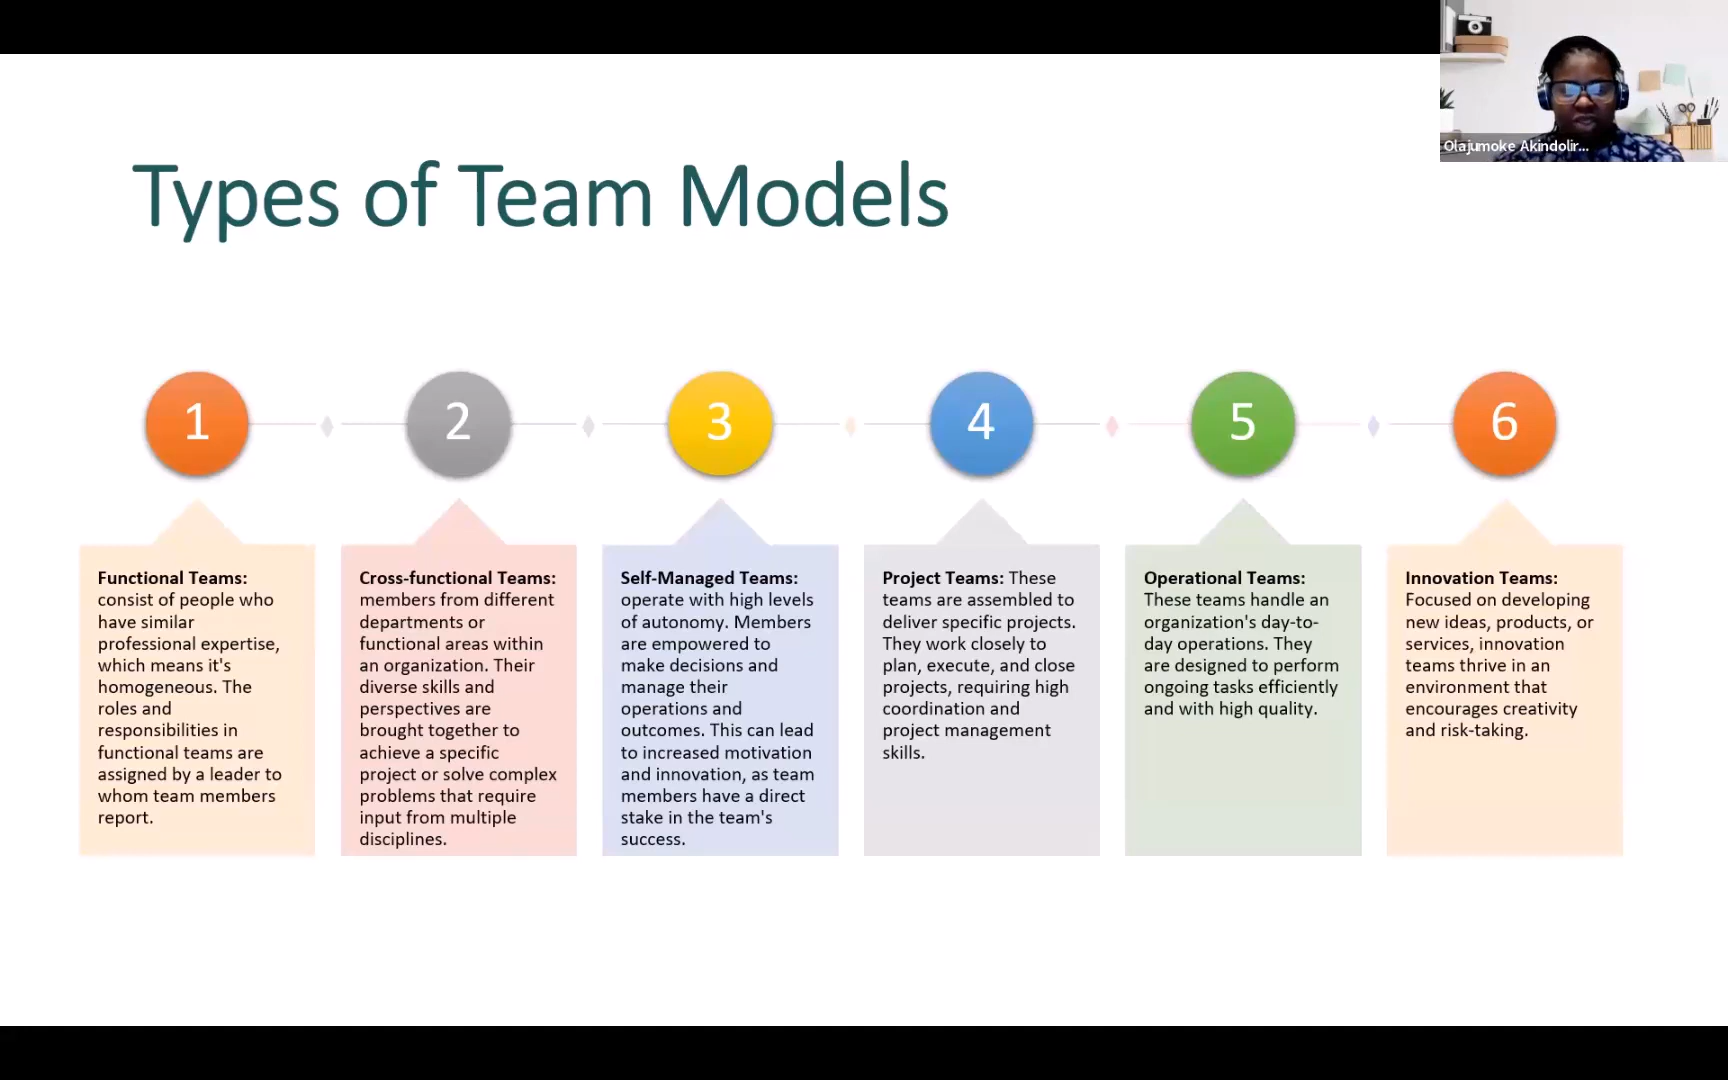 Olajumoke Akindolir...
Types of Team Models
1
2
3
4
5
6
Functional Teams:
consist of people who
have similar
professional expertise,
which means it's
homogeneous. The
roles and
responsibilities in
functional teams are
assigned by a leader to
whom team members
report.
Cross-functional Teams:
members from different
departments or
functional areas within
an organization. Their
diverse skills and
perspectives are
brought together to
achieve a specific
project or solve complex
problems that require
input from multiple
disciplines.
Self-Managed Teams:
operate with high levels
of autonomy. Members
are empowered to
make decisions and
manage their
operations and
outcomes. This can lead
to increased motivation
and innovation, as team
members have a direct
stake in the team's
success.
Project Teams: These
teams are assembled to
deliver specific projects.
They work closely to
plan, execute, and close
projects, requiring high
coordination and
project management
skills.
Operational Teams:
These teams handle an
organization's day-to-
day operations. They
are designed to perform
ongoing tasks efficiently
and with high quality.
Innovation Teams:
Focused on developing
new ideas, products, or
services, innovation
teams thrive in an
environment that
encourages creativity
and risk-taking.